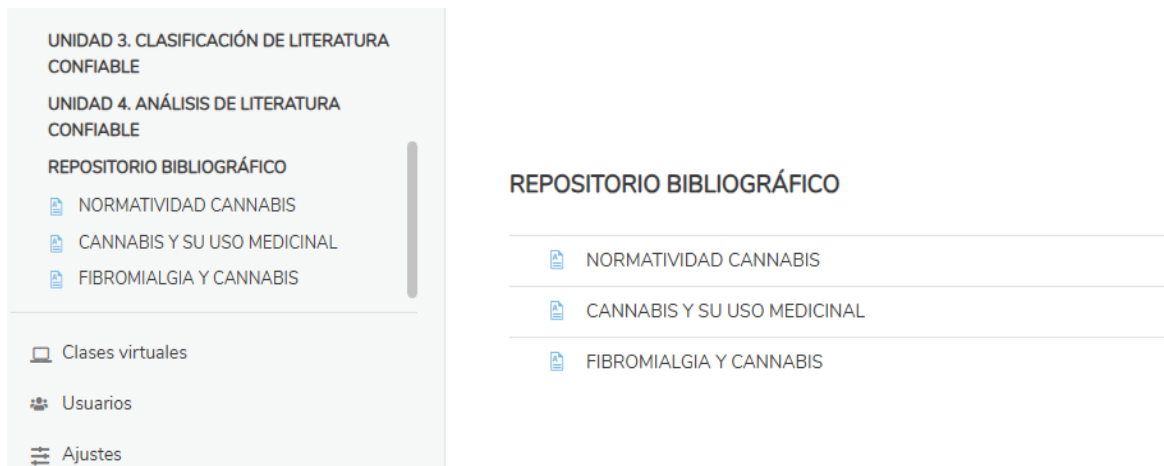 UNIDAD 3. CLASIFICACIÓN DE LITERATURA
CONFIABLE
UNIDAD 4. ANÁLISIS DE LITERATURA
CONFIABLE
REPOSITORIO BIBLIOGRÁFICO
NORMATIVIDAD CANNABIS
CANNABIS Y SU USO MEDICINAL
FIBROMIALGIA Y CANNABIS
Clases virtuales
Usuarios
Ajustes
REPOSITORIO BIBLIOGRÁFICO
NORMATIVIDAD CANNABIS
CANNABIS Y SU USO MEDICINAL
FIBROMIALGIA Y CANNABIS